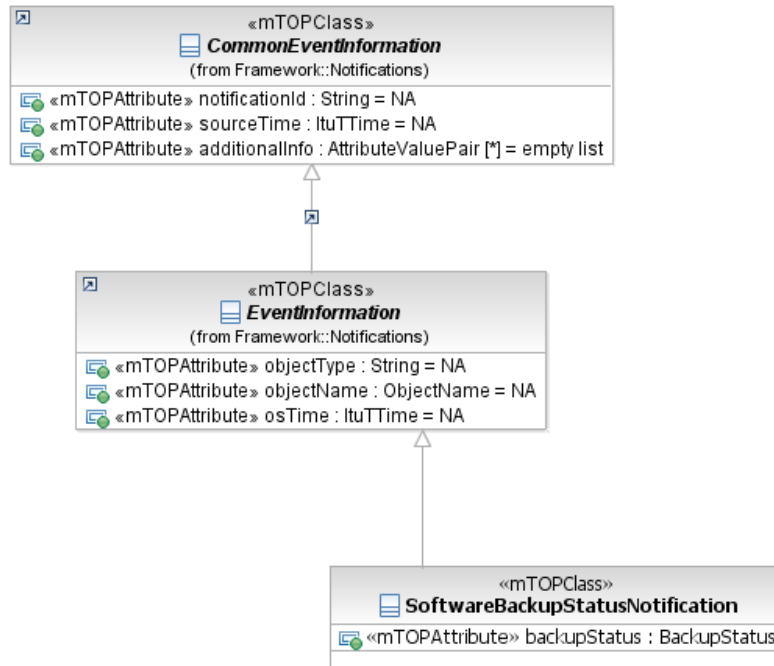 «mTOPClass»
CommonEventInformation
(from Framework::Notifications)
«mTOPAttribute» notificationId : String = NA
«mTOPAttribute» sourceTime : ItuTTime = NA
«mTOPAttribute» additionalInfo : AttributeValuePair [*] = empty list
«mTOPClass»
EventInformation
(from Framework::Notifications)
«mTOPAttribute» objectType : String = NA
«mTOPAttribute» objectName : ObjectName = NA
«mTOPAttribute» osTime : ItuTTime = NA
«mTOPClass»
SoftwareBackupStatusNotification
«mTOPAttribute» backupStatus : BackupStatus